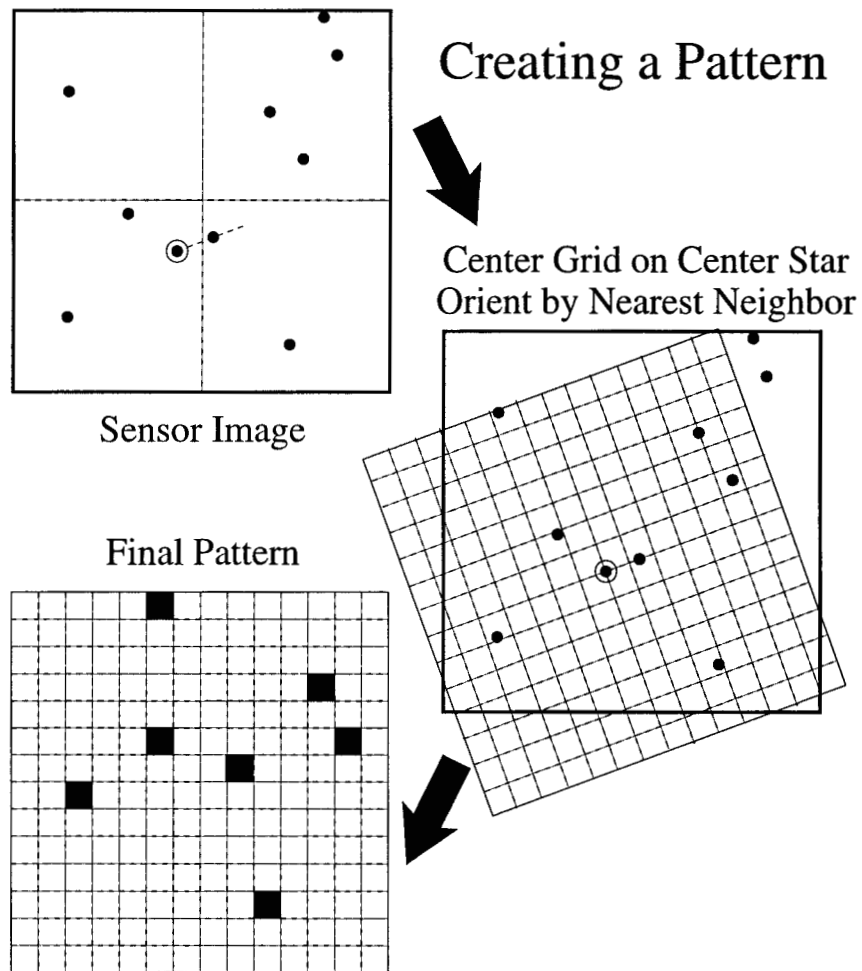 Creating a Pattern
Sensor Image
Center Grid on Center Star
Orient by Nearest Neighbor
Final Pattern